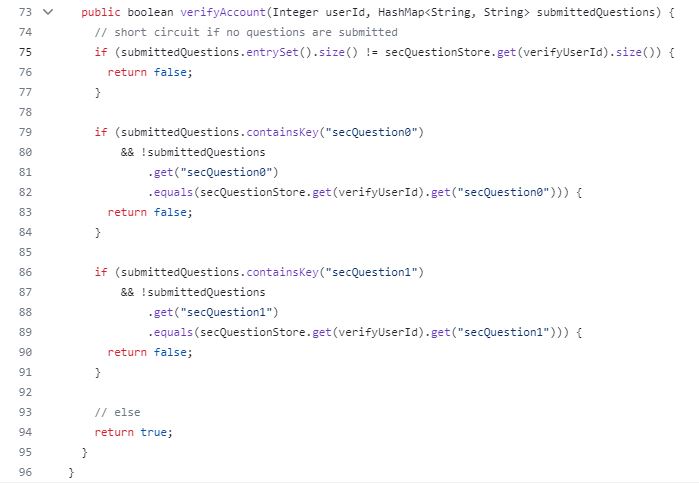 73 public boolean verifyAccount(Integer userId, HashMap<String, String> submittedQuestions) {
74 // short circuit if no questions are submitted
75 if (submittedQuestions.entrySet().size() != secQuestionStore.get(verifyUserId).size()) {
76 return false;
77 }
78
79 if (submittedQuestions.containsKey("secQuestion0")
80 && !submittedQuestions
81 .get("secQuestion0")
82 .equals(secQuestionStore.get(verifyUserId).get("secQuestion0"))) {
83 return false;
84 }
85
86 if (submittedQuestions.containsKey("secQuestion1")
87 && !submittedQuestions
88 .get("secQuestion1")
89 .equals(secQuestionStore.get(verifyUserId).get("secQuestion1"))) {
90 return false;
91 }
92
93 // else
94 return true;
95 }
96 }